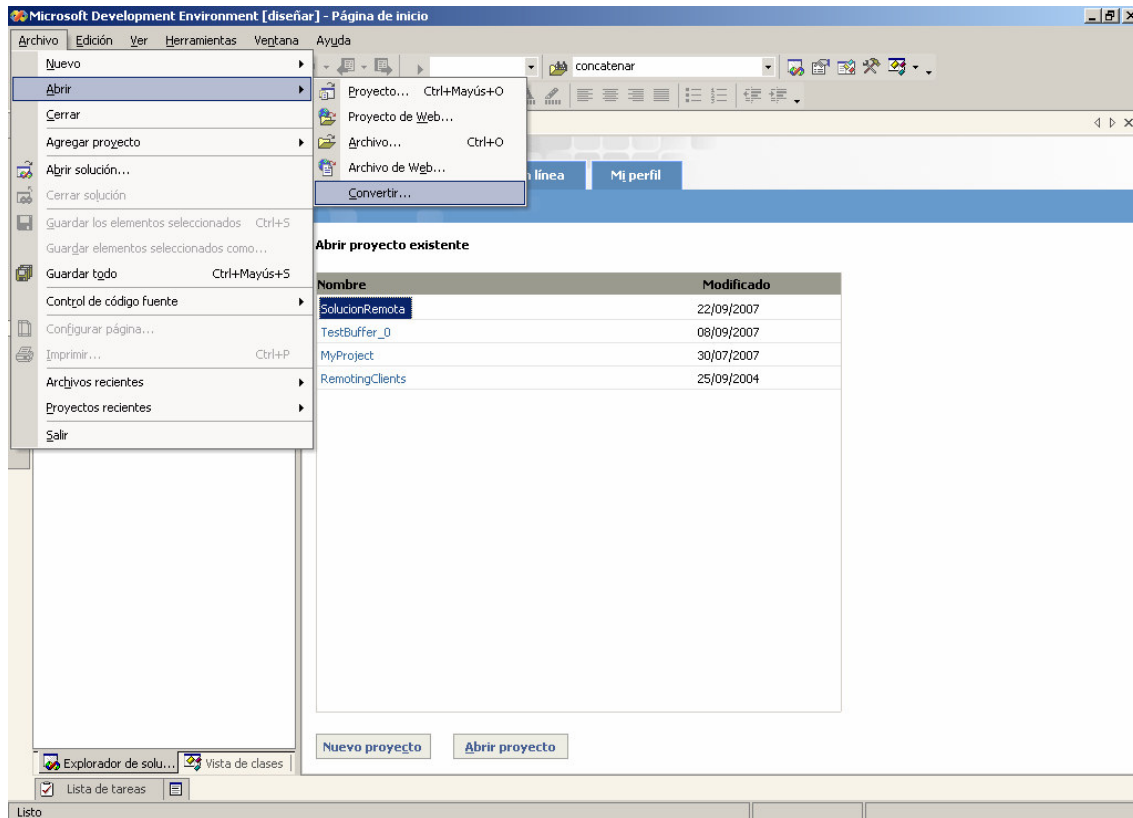 Microsoft Development Environment [diseñar] - Página de inicio
Archivo Edición Ver Herramientas Ventana Ayuda
Nuevo
concatenar
Abrir
Proyecto... Ctrl+Mayús+O
Cerrar
Proyecto de Web...
Agregar proyecto
Archivo... Ctrl+O
Abrir solución...
Archivo de Web...
línea
Mi perfil
Cerrar solución
Convertir...
Guardar los elementos seleccionados Ctrl+S
Guardar elementos seleccionados como...
Abrir proyecto existente
Guardar todo Ctrl+Mayús+S
Nombre Modificado
Control de código fuente
SolucionRemota 22/09/2007
Configurar página...
TestBuffer_0 08/09/2007
Imprimir... Ctrl+P
MyProject 30/07/2007
Archivos recientes
RemotingClients 25/09/2004
Proyectos recientes
Salir
Nuevo proyecto Abrir proyecto
Explorador de solu... Vista de clases
Lista de tareas
Listo